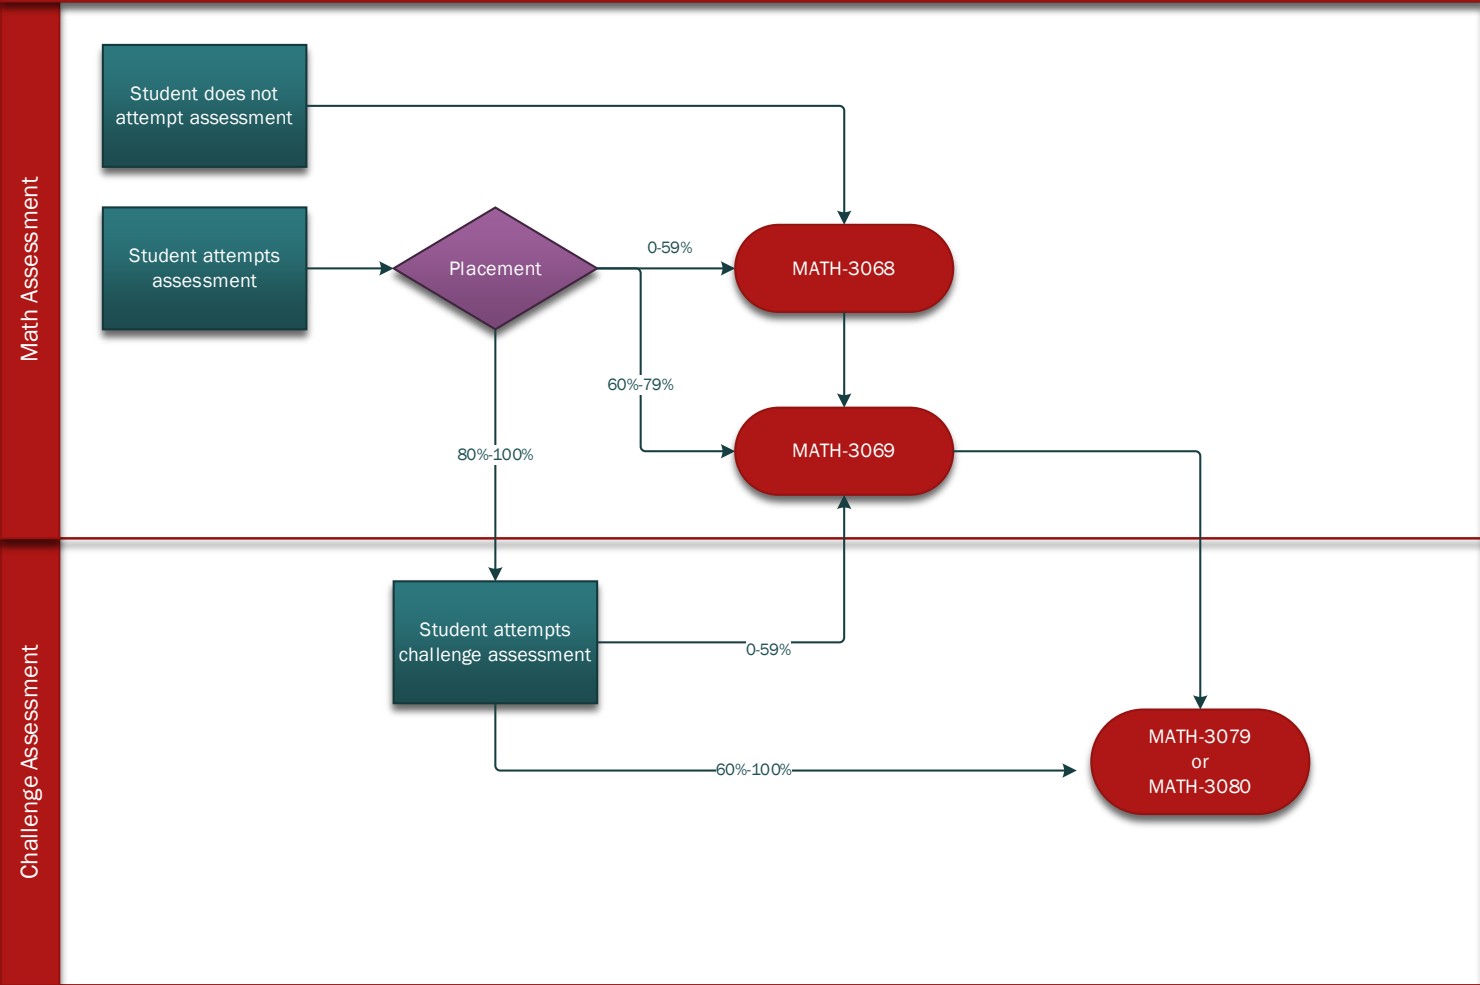 Math Assessment
Student does not
attempt assessment
Student attempts
assessment
Placement
0-59%
MATH-3068
60%-79%
80%-100%
MATH-3069
Challenge Assessment
Student attempts
challenge assessment
0-59%
60%-100%
MATH-3079
or
MATH-3080